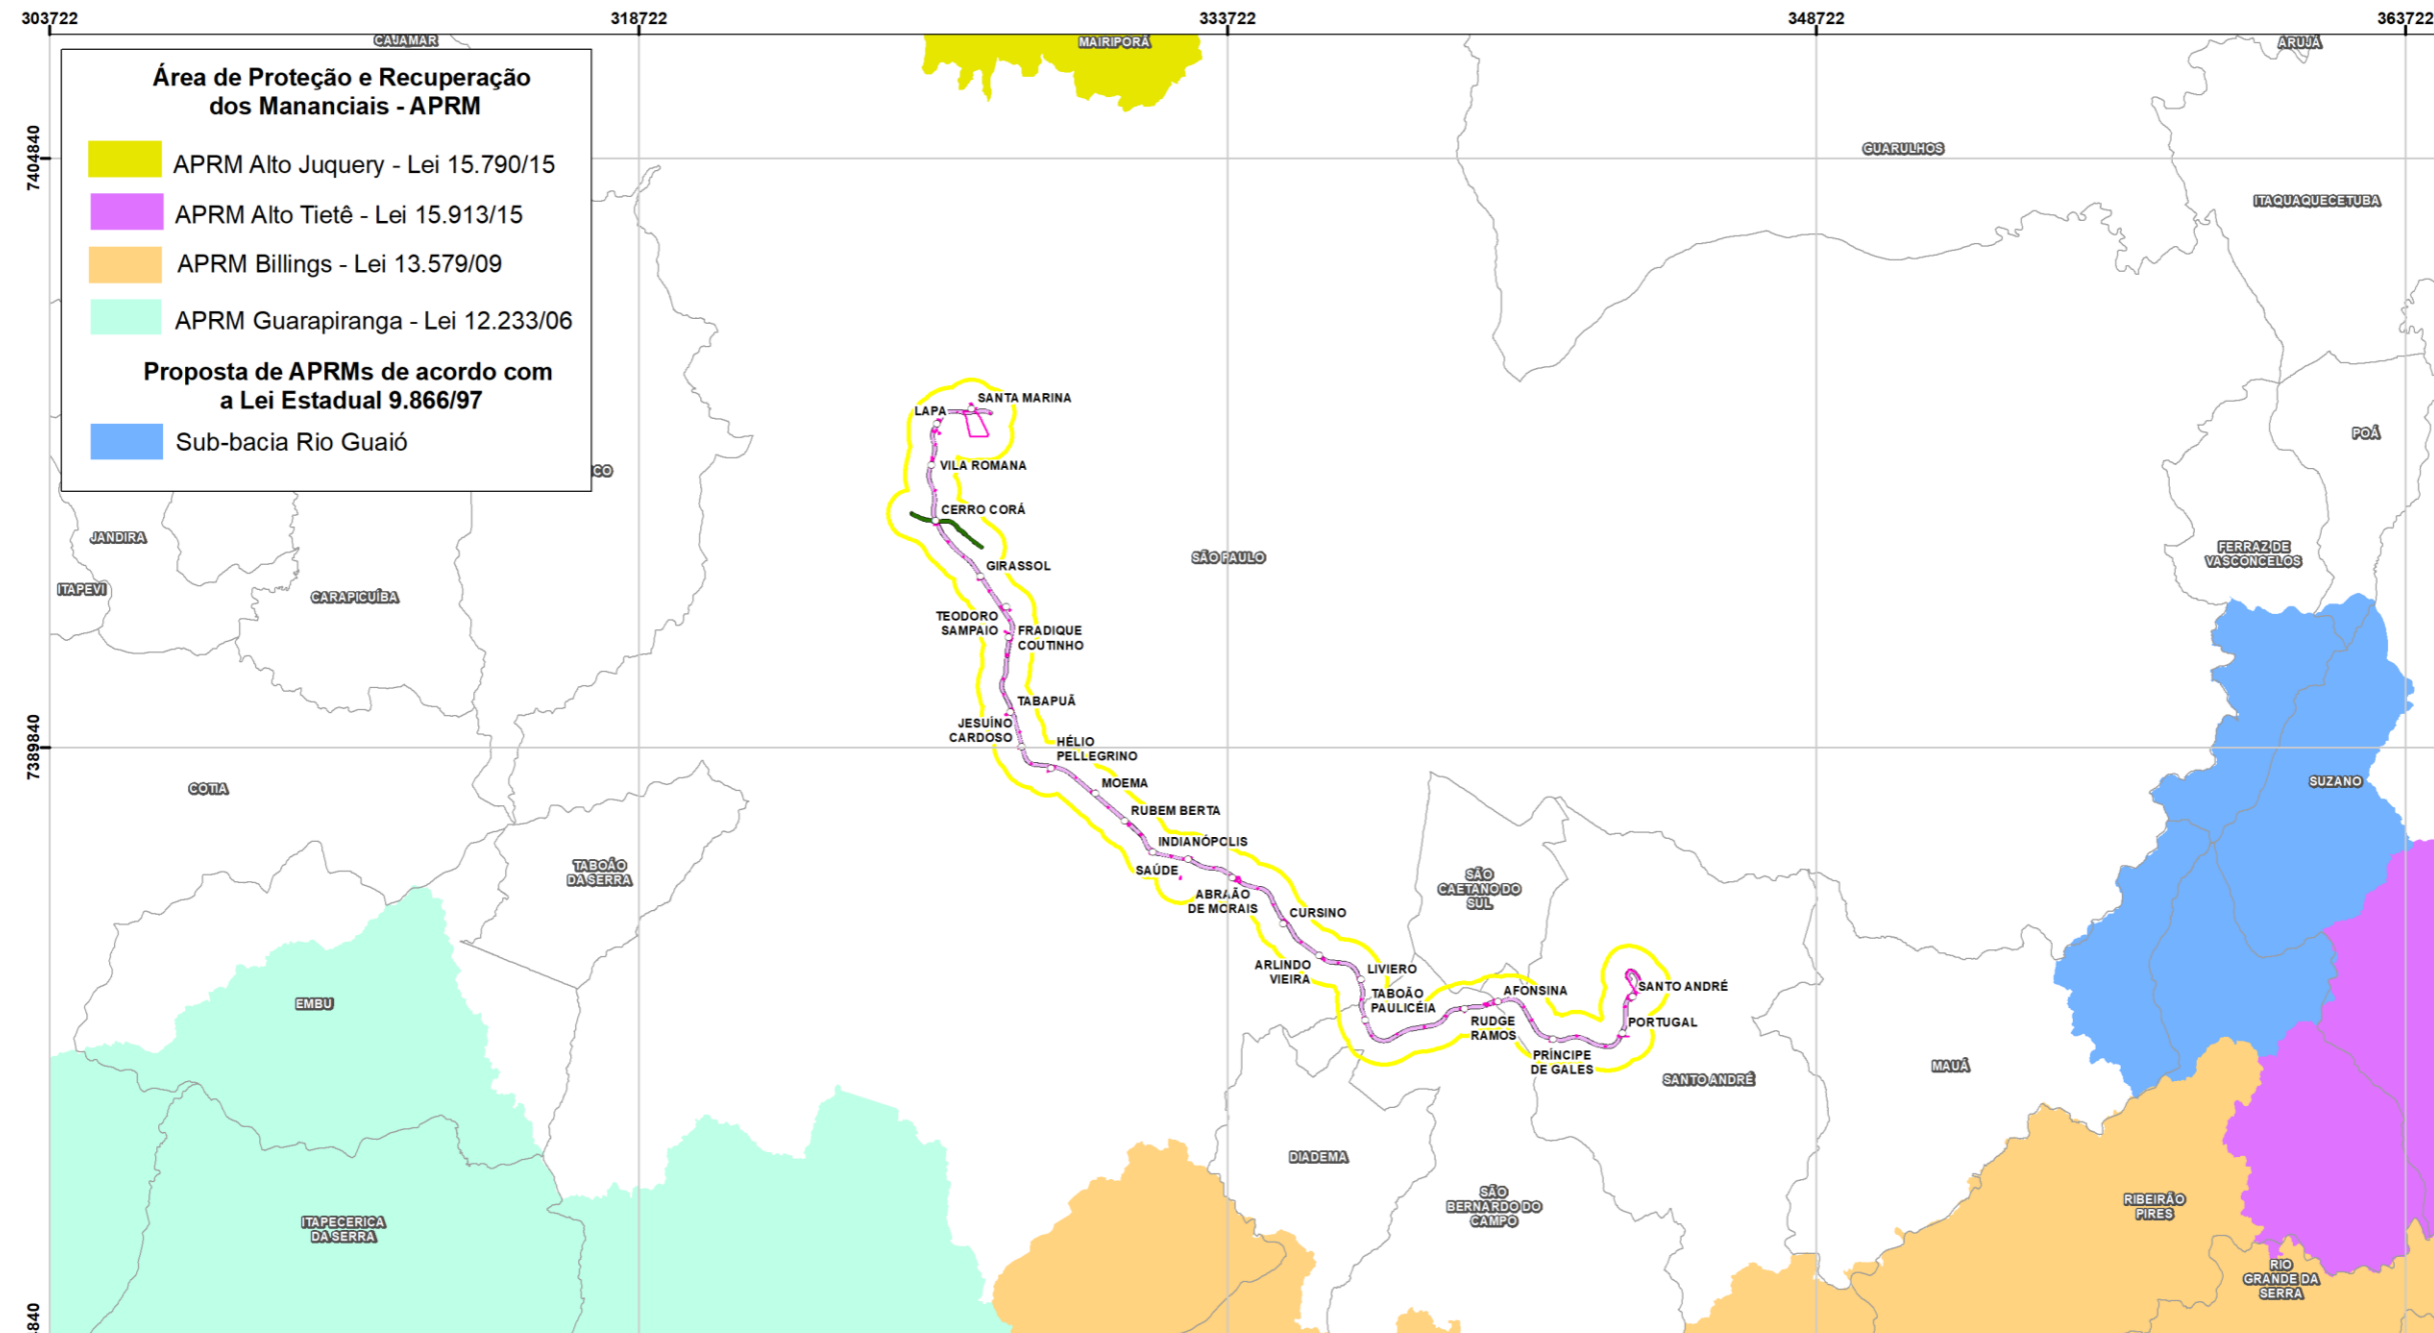 303722
318722
333722
348722
363722
7404840
7389840
840
Área de Proteção e Recuperação
dos Mananciais - APRM
APRM Alto Juquery - Lei 15.790/15
APRM Alto Tietê - Lei 15.913/15
APRM Billings - Lei 13.579/09
APRM Guarapiranga - Lei 12.233/06
Proposta de APRMs de acordo com
a Lei Estadual 9.866/97
Sub-bacia Rio Guaió
CAJAMAR
MAIRIPORÃ
ARUJÁ
GUARULHOS
ITAQUAQUECETUBA
SANTA MARINA
LAPA
VILA ROMANA
POÁ
CO
CERRO CORÁ
JANDIRA
SÃO PAULO
FERRAZ DE
VASCONCELOS
GIRASSOL
ITAPEVI
CARAPICUÍBA
TEODORO
SAMPAIO
FRADIQUE
COUTINHO
TABAPUÃ
JESUÍNO
CARDOSO
HÉLIO
PELLEGRINO
COTIA
MOEMA
SUZANO
RUBEM BERTA
INDIANÓPOLIS
TABOÃO
DA SERRA
SAÚDE
SÃO
CAETANO DO
SUL
ABRAÃO
DE MORAIS
CURSINO
ARLINDO
VIEIRA
LIVIERO
TABOÃO
PAULICÉIA
AFONSINA
SANTO ANDRÉ
EMBU
RUDGE
RAMOS
PORTUGAL
PRÍNCIPE
DE GALES
SANTO ANDRÉ
MAUÁ
DIADEMA
SÃO
BERNARDO DO
CAMPO
RIBEIRÃO
PIRES
ITAPECERICA
DA SERRA
RIO
GRANDE DA
SERRA